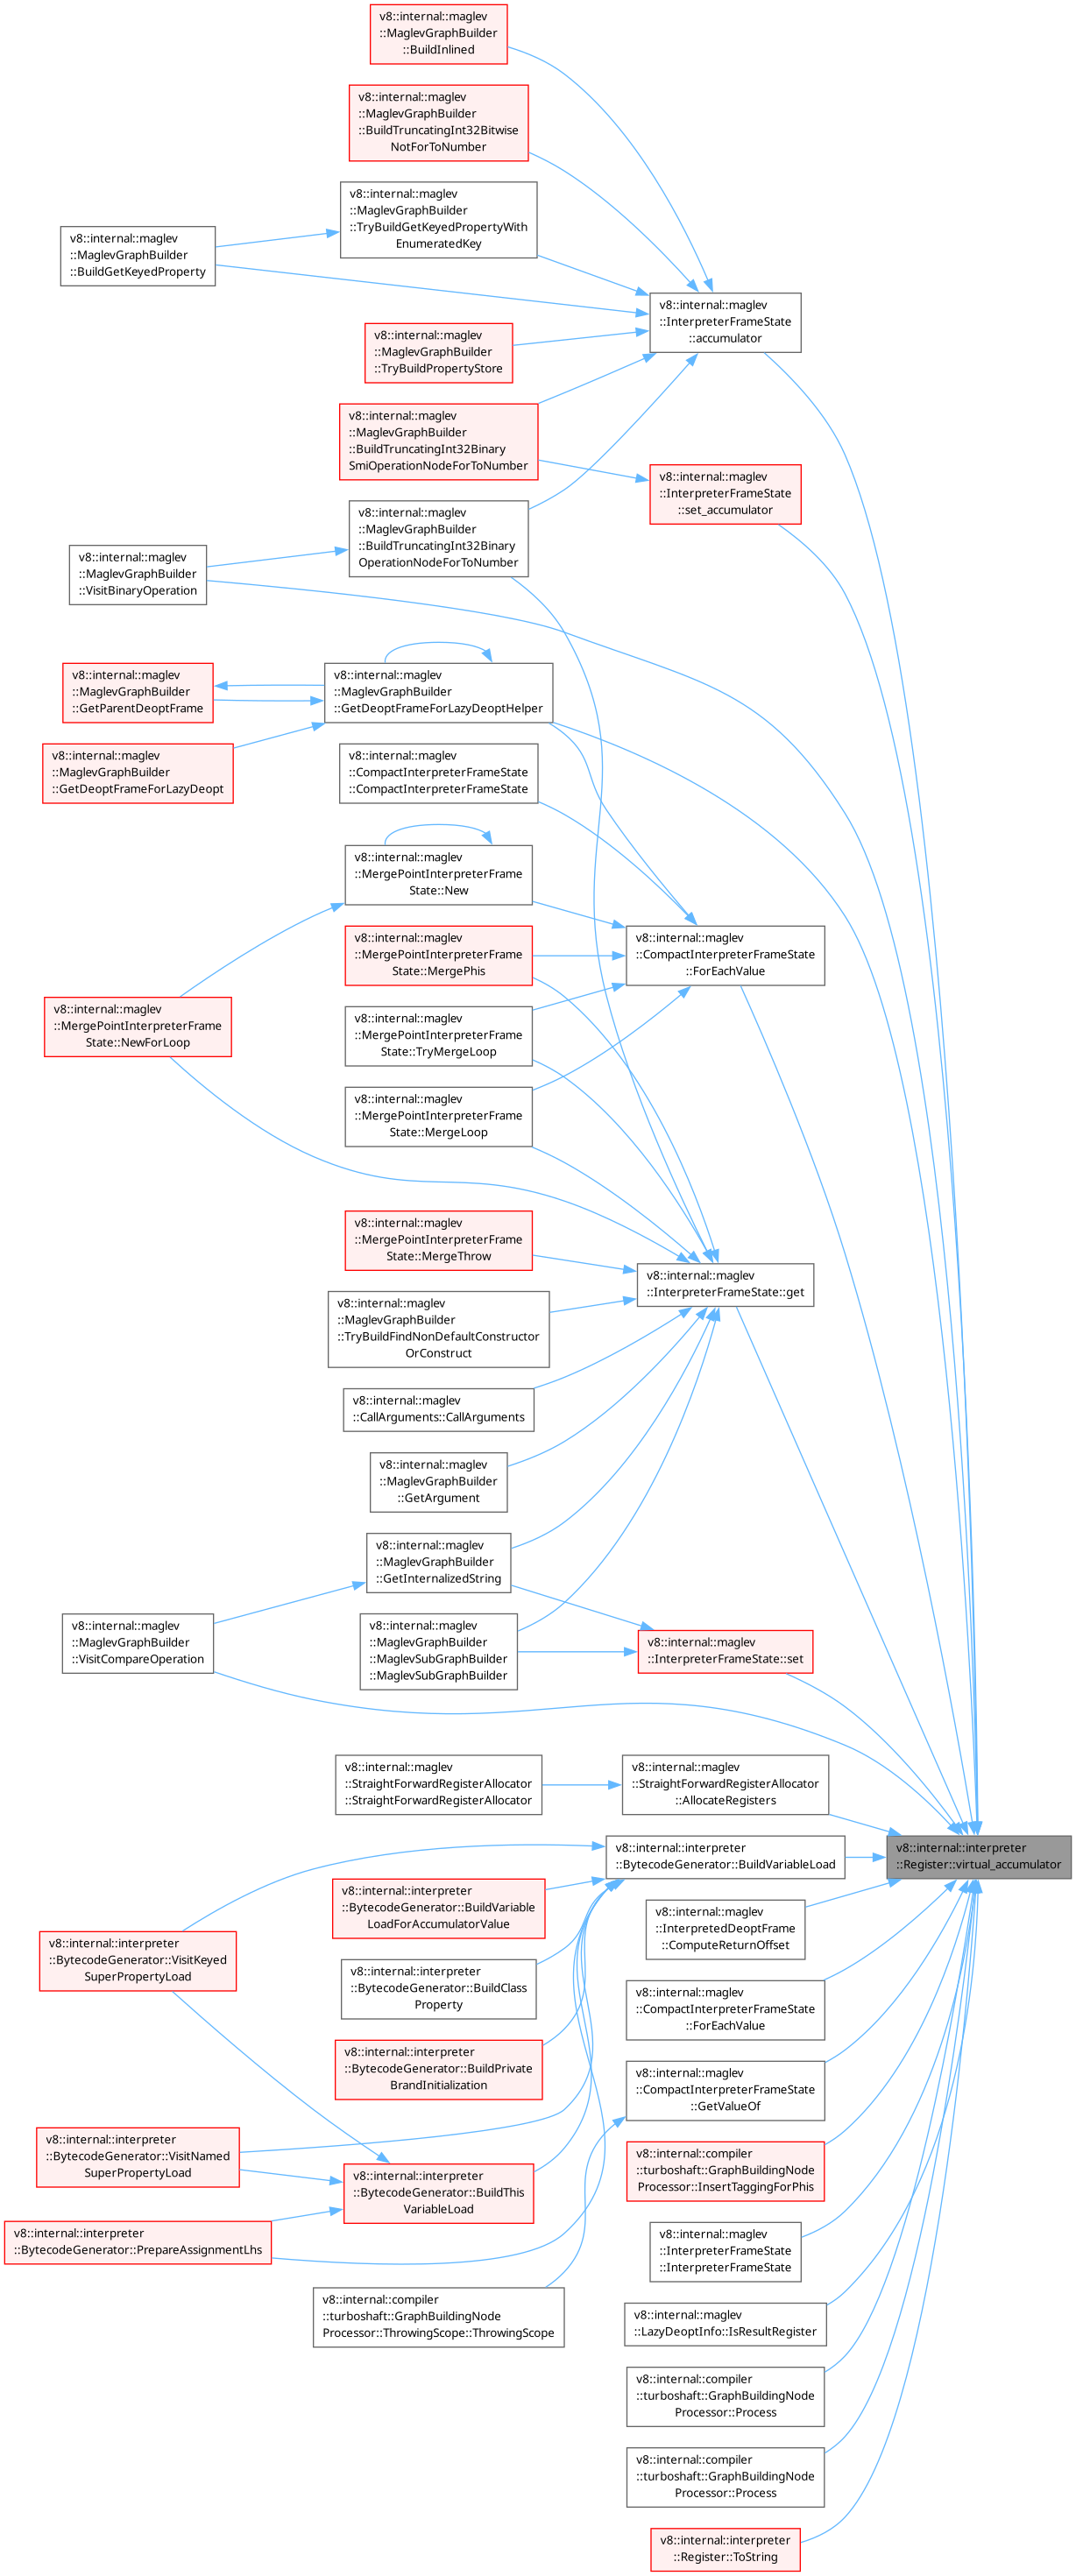 v8::internal::maglev
::MaglevGraphBuilder
::BuildInlined
v8::internal::maglev
::MaglevGraphBuilder
::BuildTruncatingInt32Bitwise
NotForToNumber
v8::internal::maglev
::MaglevGraphBuilder
::TryBuildGetKeyedPropertyWith
EnumeratedKey
v8::internal::maglev
::MaglevGraphBuilder
::BuildGetKeyedProperty
v8::internal::maglev
::InterpreterFrameState
::accumulator
v8::internal::maglev
::MaglevGraphBuilder
::TryBuildPropertyStore
v8::internal::maglev
::MaglevGraphBuilder
::BuildTruncatingInt32Binary
SmiOperationNodeForToNumber
v8::internal::maglev
::InterpreterFrameState
::set_accumulator
v8::internal::maglev
::MaglevGraphBuilder
::BuildTruncatingInt32Binary
OperationNodeForToNumber
v8::internal::maglev
::MaglevGraphBuilder
::VisitBinaryOperation
v8::internal::maglev
::MaglevGraphBuilder
::GetParentDeoptFrame
v8::internal::maglev
::MaglevGraphBuilder
::GetDeoptFrameForLazyDeoptHelper
v8::internal::maglev
::MaglevGraphBuilder
::GetDeoptFrameForLazyDeopt
v8::internal::maglev
::CompactInterpreterFrameState
::CompactInterpreterFrameState
v8::internal::maglev
::MergePointInterpreterFrame
State::New
v8::internal::maglev
::MergePointInterpreterFrame
State::MergePhis
v8::internal::maglev
::CompactInterpreterFrameState
::ForEachValue
v8::internal::maglev
::MergePointInterpreterFrame
State::NewForLoop
v8::internal::maglev
::MergePointInterpreterFrame
State::TryMergeLoop
v8::internal::maglev
::MergePointInterpreterFrame
State::MergeLoop
v8::internal::maglev
::MergePointInterpreterFrame
State::MergeThrow
v8::internal::maglev
::InterpreterFrameState::get
v8::internal::maglev
::MaglevGraphBuilder
::TryBuildFindNonDefaultConstructor
OrConstruct
v8::internal::maglev
::CallArguments::CallArguments
v8::internal::maglev
::MaglevGraphBuilder
::GetArgument
v8::internal::maglev
::MaglevGraphBuilder
::GetInternalizedString
v8::internal::maglev
::MaglevGraphBuilder
::VisitCompareOperation
v8::internal::maglev
::MaglevGraphBuilder
::MaglevSubGraphBuilder
::MaglevSubGraphBuilder
v8::internal::maglev
::InterpreterFrameState::set
v8::internal::maglev
::StraightForwardRegisterAllocator
::StraightForwardRegisterAllocator
v8::internal::maglev
::StraightForwardRegisterAllocator
::AllocateRegisters
v8::internal::interpreter
::Register::virtual_accumulator
v8::internal::interpreter
::BytecodeGenerator::BuildVariableLoad
v8::internal::interpreter
::BytecodeGenerator::BuildVariable
LoadForAccumulatorValue
v8::internal::maglev
::InterpretedDeoptFrame
::ComputeReturnOffset
v8::internal::interpreter
::BytecodeGenerator::VisitKeyed
SuperPropertyLoad
v8::internal::interpreter
::BytecodeGenerator::BuildClass
Property
v8::internal::maglev
::CompactInterpreterFrameState
::ForEachValue
v8::internal::interpreter
::BytecodeGenerator::BuildPrivate
BrandInitialization
v8::internal::maglev
::CompactInterpreterFrameState
::GetValueOf
v8::internal::interpreter
::BytecodeGenerator::VisitNamed
SuperPropertyLoad
v8::internal::interpreter
::BytecodeGenerator::BuildThis
VariableLoad
v8::internal::compiler
::turboshaft::GraphBuildingNode
Processor::InsertTaggingForPhis
v8::internal::interpreter
::BytecodeGenerator::PrepareAssignmentLhs
v8::internal::maglev
::InterpreterFrameState
::InterpreterFrameState
v8::internal::compiler
::turboshaft::GraphBuildingNode
Processor::ThrowingScope::ThrowingScope
v8::internal::maglev
::LazyDeoptInfo::IsResultRegister
v8::internal::compiler
::turboshaft::GraphBuildingNode
Processor::Process
v8::internal::compiler
::turboshaft::GraphBuildingNode
Processor::Process
v8::internal::interpreter
::Register::ToString